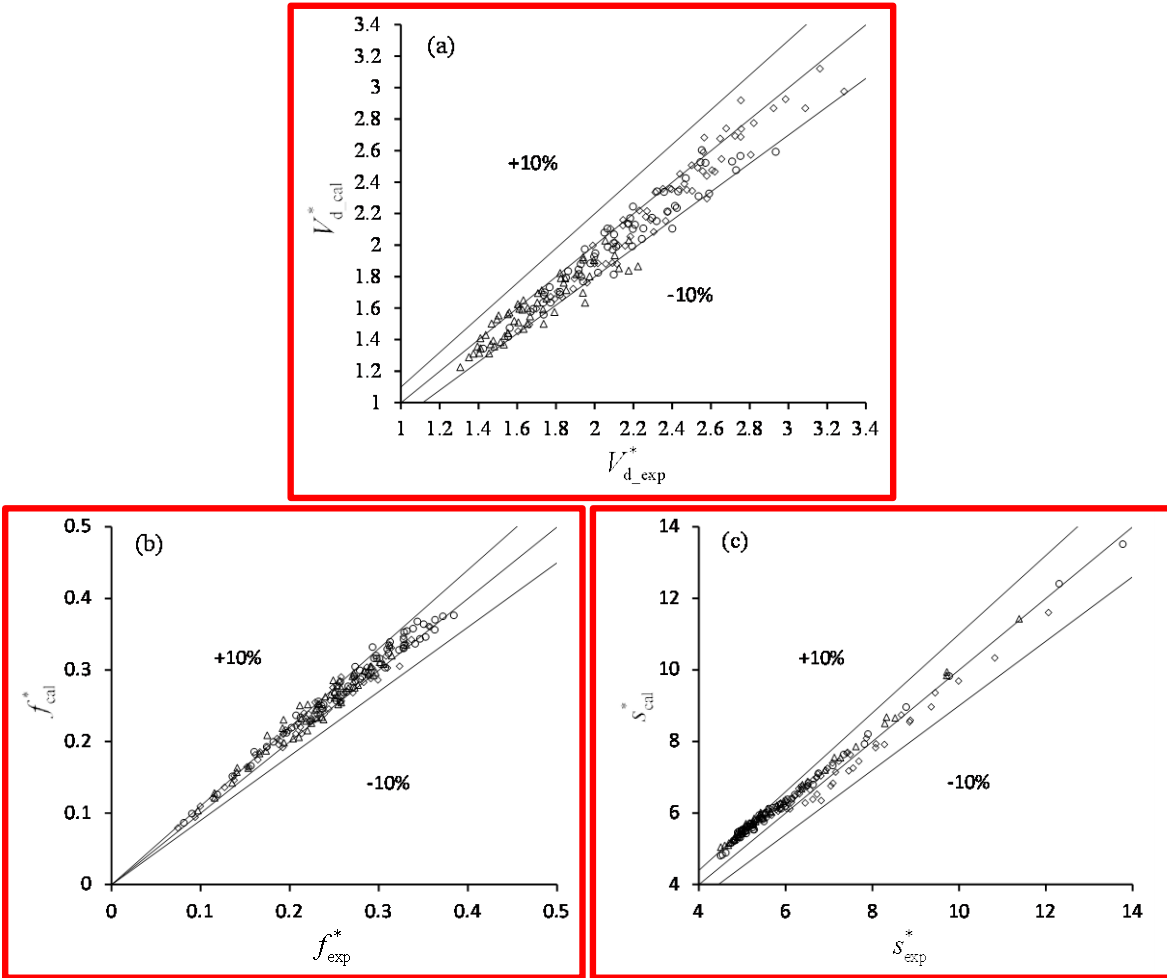 (a)
3.4
3.2
3
2.8
2.6
2.4
2.2
2
1.8
1.6
1.4
1.2
1
V*d_cal
+10%
-10%
1 1.2 1.4 1.6 1.8 2 2.2 2.4 2.6 2.8 3 3.2 3.4
V*d_exp
(b)
0.5
0.4
0.3
0.2
0.1
0
f*cal
+10%
-10%
0 0.1 0.2 0.3 0.4 0.5
f*exp
(c)
14
12
10
8
6
4
s*cal
+10%
-10%
4 6 8 10 12 14
s*exp